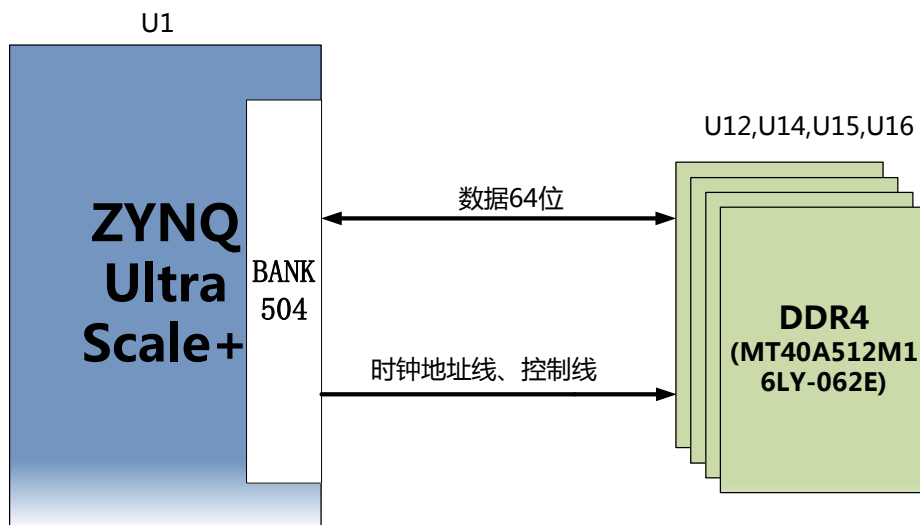 U1
U12,U14,U15,U16
数据64位
ZYNQ
Ultra
Scale+
BANK
504
DDR4
(MT40A512M1
6LY-062E)
时钟地址线、控制线